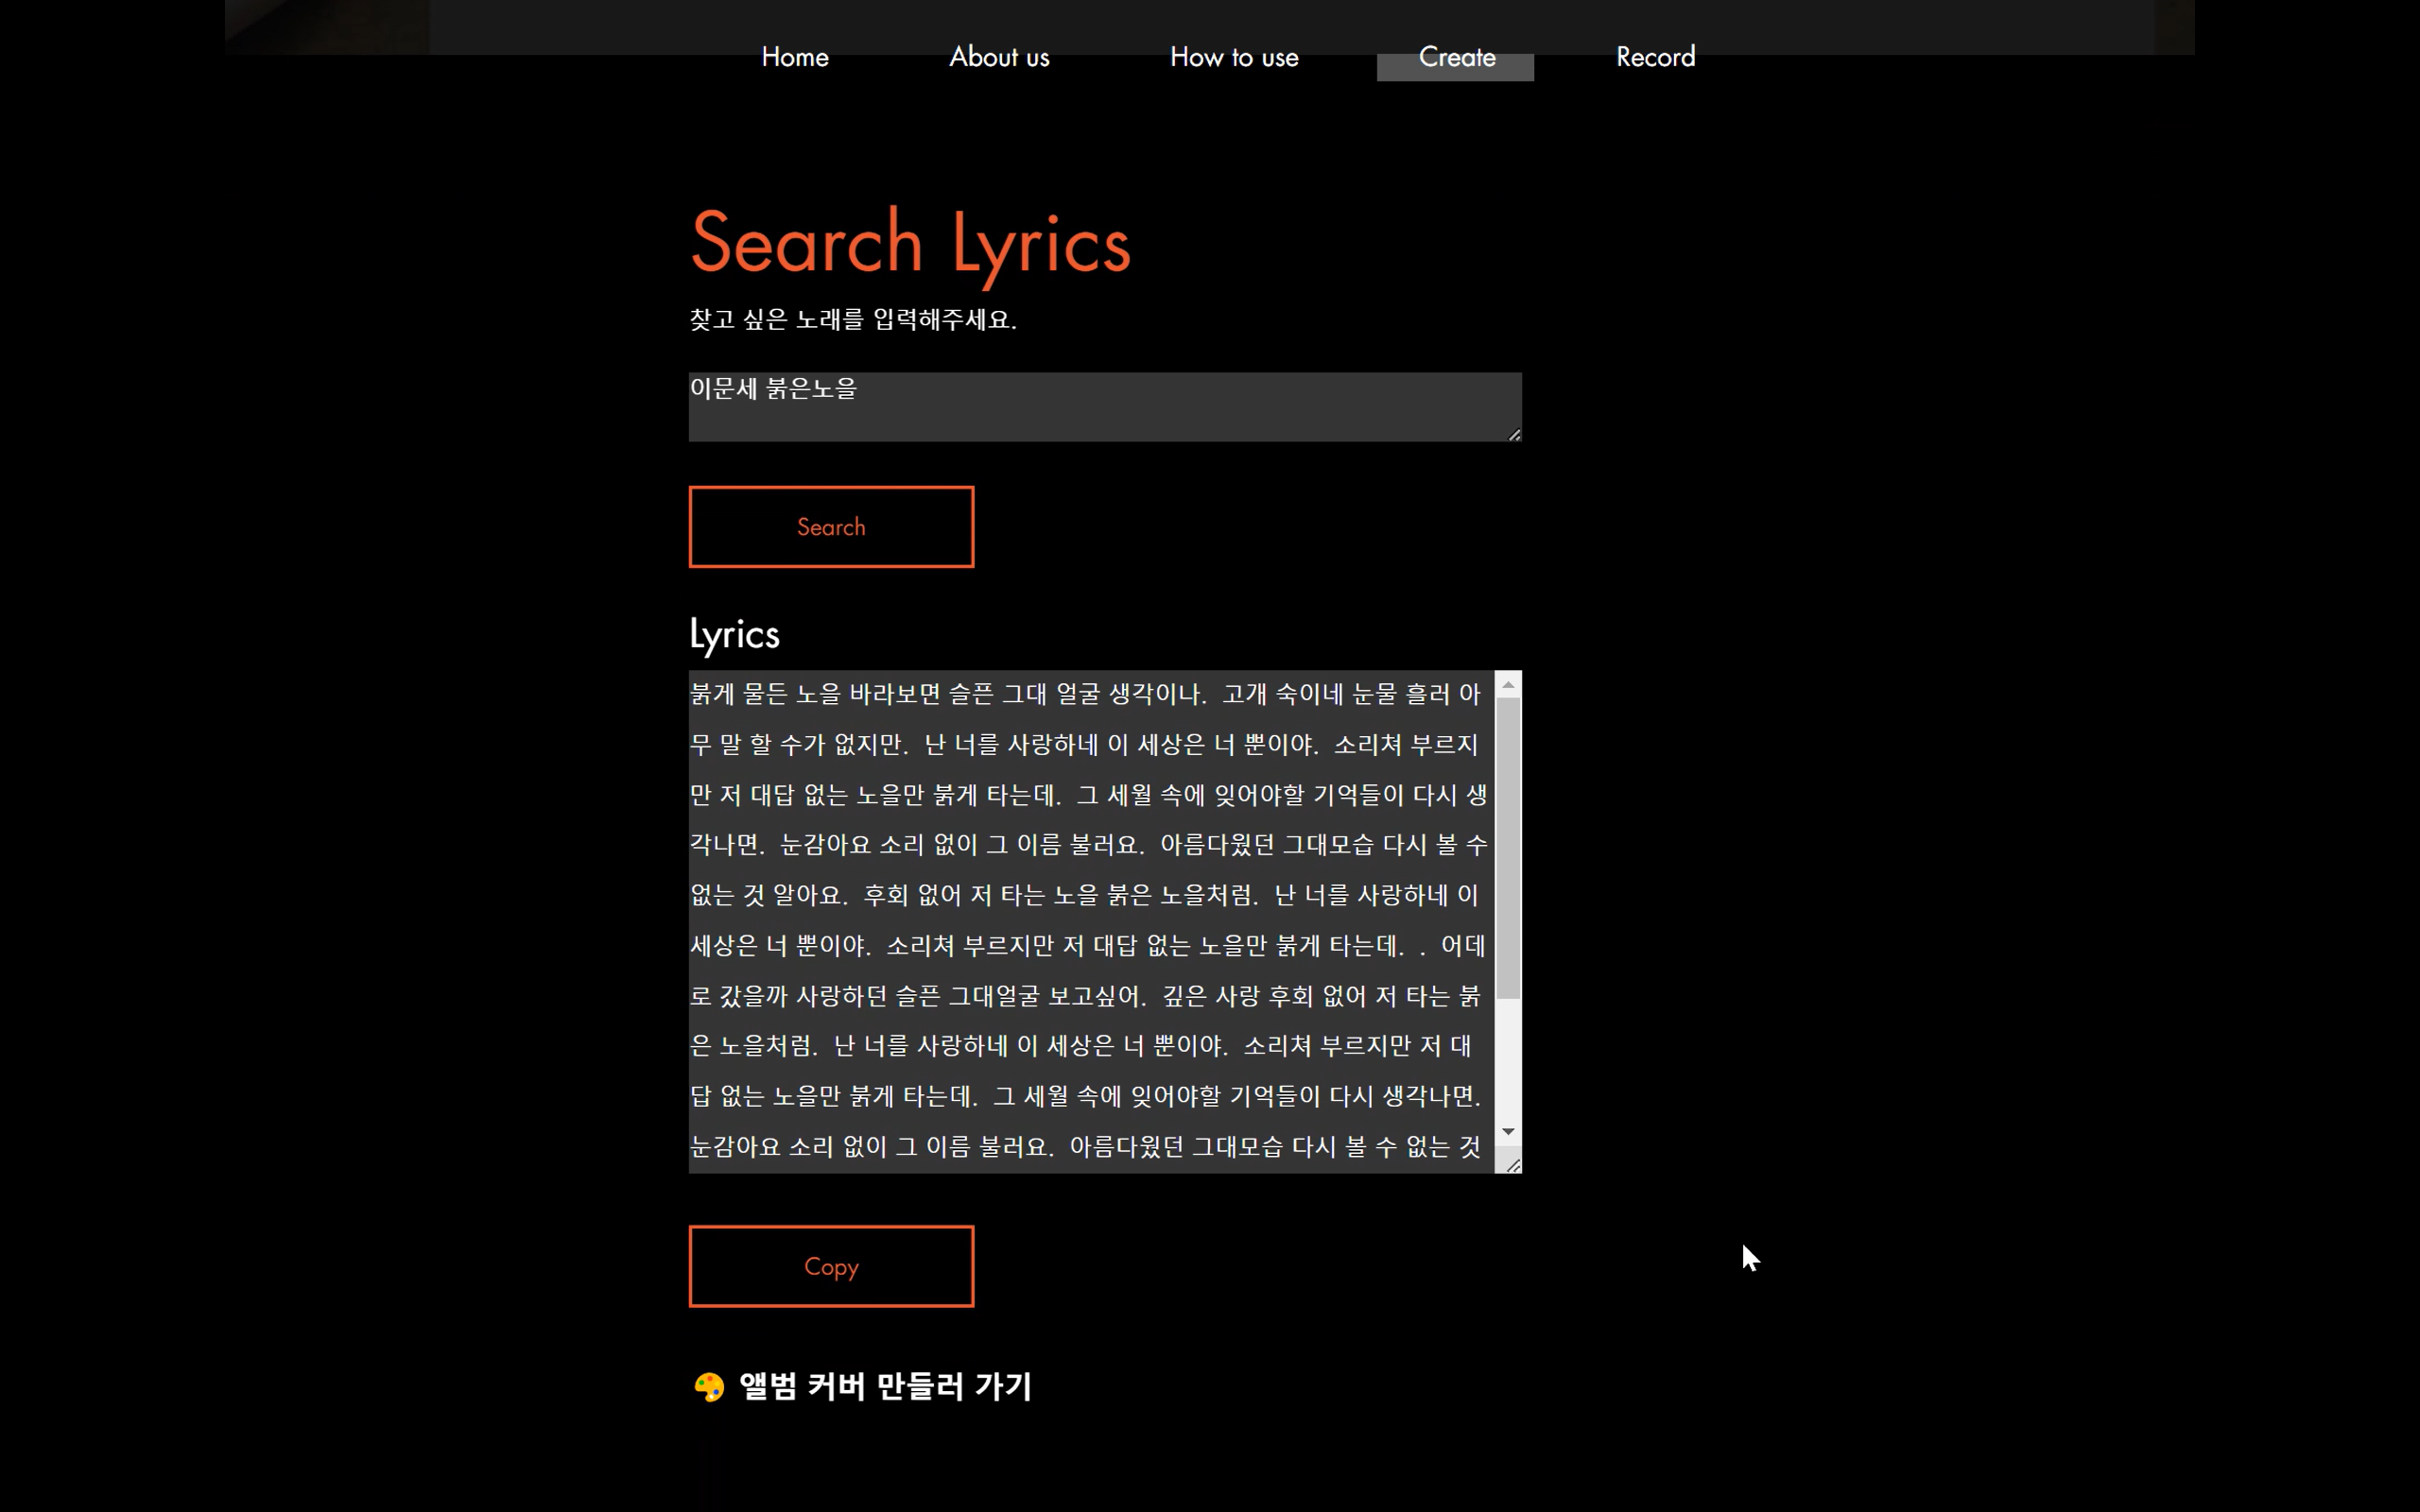 Home About us How to use Create Record
Search Lyrics
찾고 싶은 노래를 입력해주세요.
이문세 붉은노을
Search
Lyrics
붉게 물든 노을 바라보면 슬픈 그대 얼굴 생각이나. 고개 숙이네 눈물 흘러 아
무 말 할 수가 없지만. 난 너를 사랑하네 이 세상은 너 뿐이야. 소리쳐 부르지
만 저 대답 없는 노을만 붉게 타는데. 그 세월 속에 잊어야할 기억들이 다시 생
각나면. 눈감아요 소리 없이 그 이름 불러요. 아름다웠던 그대모습 다시 볼 수
없는 것 알아요. 후회 없어 저 타는 노을 붉은 노을처럼. 난 너를 사랑하네 이
세상은 너 뿐이야. 소리쳐 부르지만 저 대답 없는 노을만 붉게 타는데. . 어데
로 갔을까 사랑하던 슬픈 그대얼굴 보고싶어. 깊은 사랑 후회 없어 저 타는 붉
은 노을처럼. 난 너를 사랑하네 이 세상은 너 뿐이야. 소리쳐 부르지만 저 대
답 없는 노을만 붉게 타는데. 그 세월 속에 잊어야할 기억들이 다시 생각나면.
눈감아요 소리 없이 그 이름 불러요. 아름다웠던 그대모습 다시 볼 수 없는 것
Copy
🎨 앨범 커버 만들러 가기